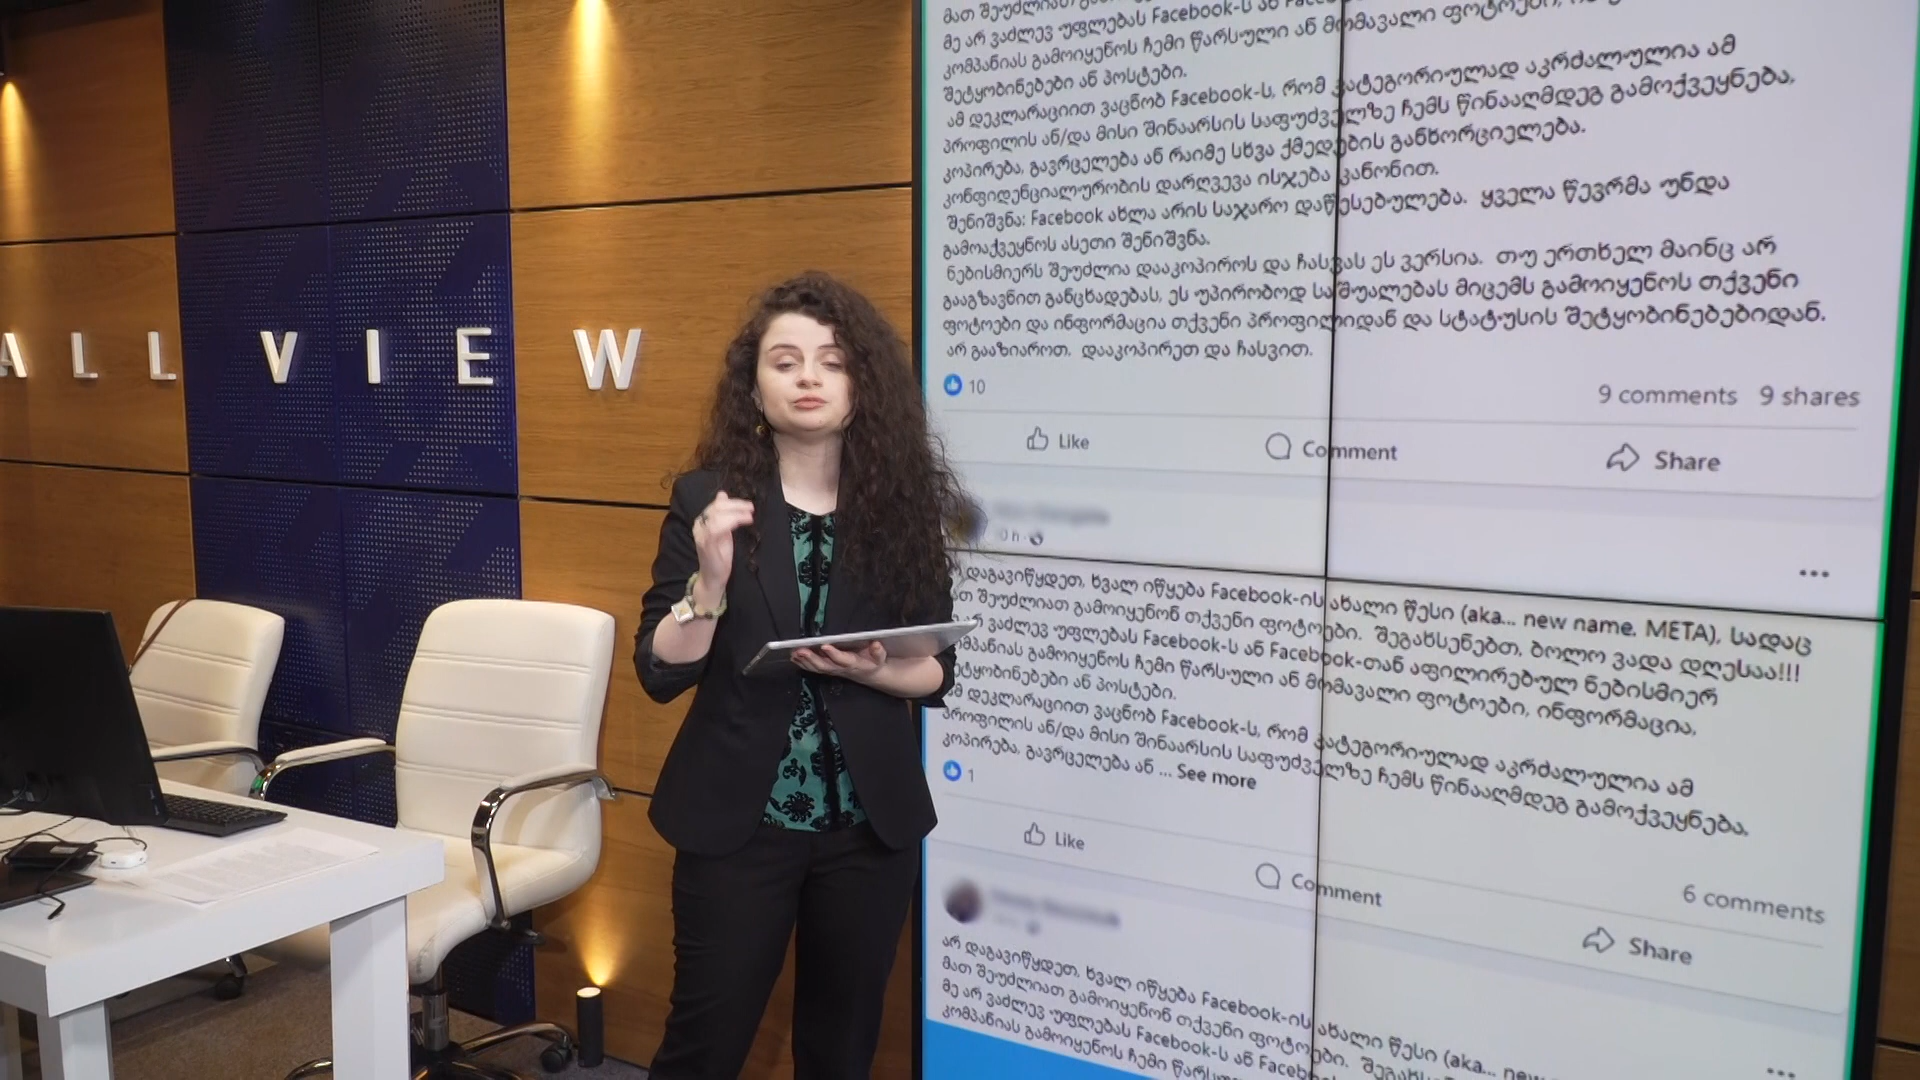 ALL VIEW
მე არ ვაძლევ უფლებას Facebook-ს ან
კომპანიას გამოიყენოს ჩემი წარსული ან მომავალი ფოტოები,
შეტყობინებები ან პოსტები.
ამ დეკლარაციით ვაცნობ Facebook-ს, რომ კატეგორიულად აკრძალულია ამ
პროფილის ან/და მისი შინაარსის საფუძველზე ჩემს წინააღმდეგ გამოქვეყნება,
კოპირება, გავრცელება ან რაიმე სხვა ქმედების განხორციელება.
კონფიდენციალურობის დარღვევა ისჯება კანონით.
შენიშვნა: Facebook ახლა არის საჯარო დაწესებულება. ყველა წევრმა უნდა
გამოაქვეყნოს ასეთი შენიშვნა.
ნებისმიერს შეუძლია დააკოპიროს და ჩასვას ეს ვერსია. თუ ერთხელ მაინც არ
გააგზავნით განცხადებას, ეს უპირობოდ საშუალებას მიცემს გამოიყენოს თქვენი
ფოტოები და ინფორმაცია თქვენი პროფილიდან და სტატუსის შეტყობინებებიდან.
არ გააზიაროთ. დააკოპირეთ და ჩასვით.
10
9 comments 9 shares
Like Comment Share
დაგავიწყდეთ, ხვალ იწყება Facebook-ის ახალი წესი (aka... new name. META), სადაც
შეუძლიათ გამოიყენონ თქვენი ფოტოები. შეგახსენებთ, ბოლო ვადა დღესაა!!!
არ ვაძლევ უფლებას Facebook-ს ან Facebook-თან აფილირებულ ნებისმიერ
კომპანიას გამოიყენოს ჩემი წარსული ან მომავალი ფოტოები, ინფორმაცია,
შეტყობინებები ან პოსტები.
ამ დეკლარაციით ვაცნობ Facebook-ს, რომ კატეგორიულად აკრძალულია ამ
პროფილის ან/და მისი შინაარსის საფუძველზე ჩემს წინააღმდეგ გამოქვეყნება,
კოპირება, გავრცელება ან ... See more
1
6 comments
Like Comment Share
არ დაგავიწყდეთ, ხვალ იწყება Facebook-ის ახალი წესი (aka... new
მათ შეუძლიათ გამოიყენონ თქვენი ფოტოები.
მე არ ვაძლევ უფლებას Facebook-ს ან
კომპანიას გამოიყენოს ჩემი